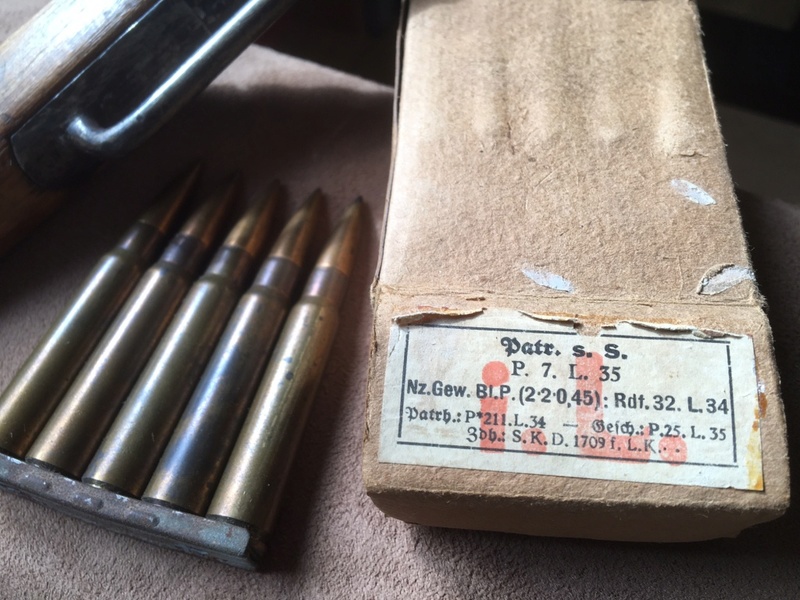 Patr. s. S.
P. 7. L. 35
Nz. Gew. Bl. P. (2·2·0,45): Rdf. 32. L. 34
Patrh.: P*211. L. 34 — Gesch.: P. 25. L. 35
Zdh.: S. K. D. 1709 f. L. K. . .
i. L.